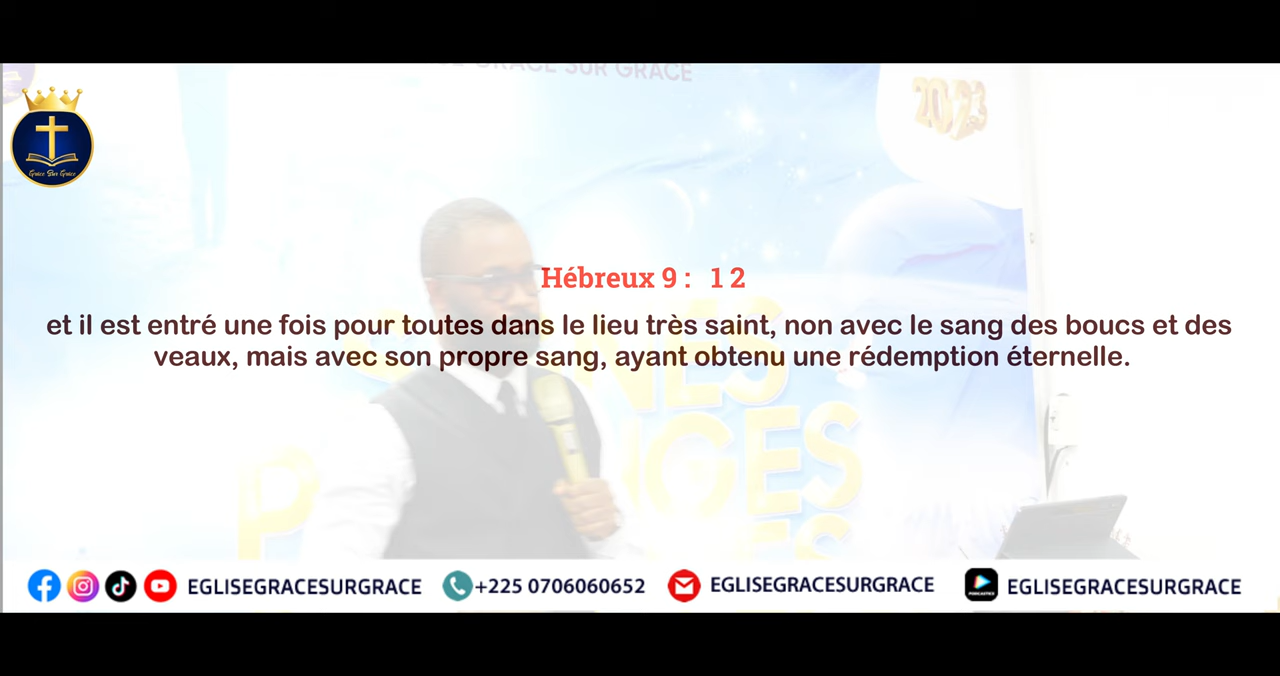 GRACE SUR GRACE
2023
Grace Sur Grace
Hébreux 9 : 12
et il est entré une fois pour toutes dans le lieu très saint, non avec le sang des boucs et des
veaux, mais avec son propre sang, ayant obtenu une rédemption éternelle.
EGLISEGRACESURGRACE +225 0706060652 EGLISEGRACESURGRACE EGLISEGRACESURGRACE